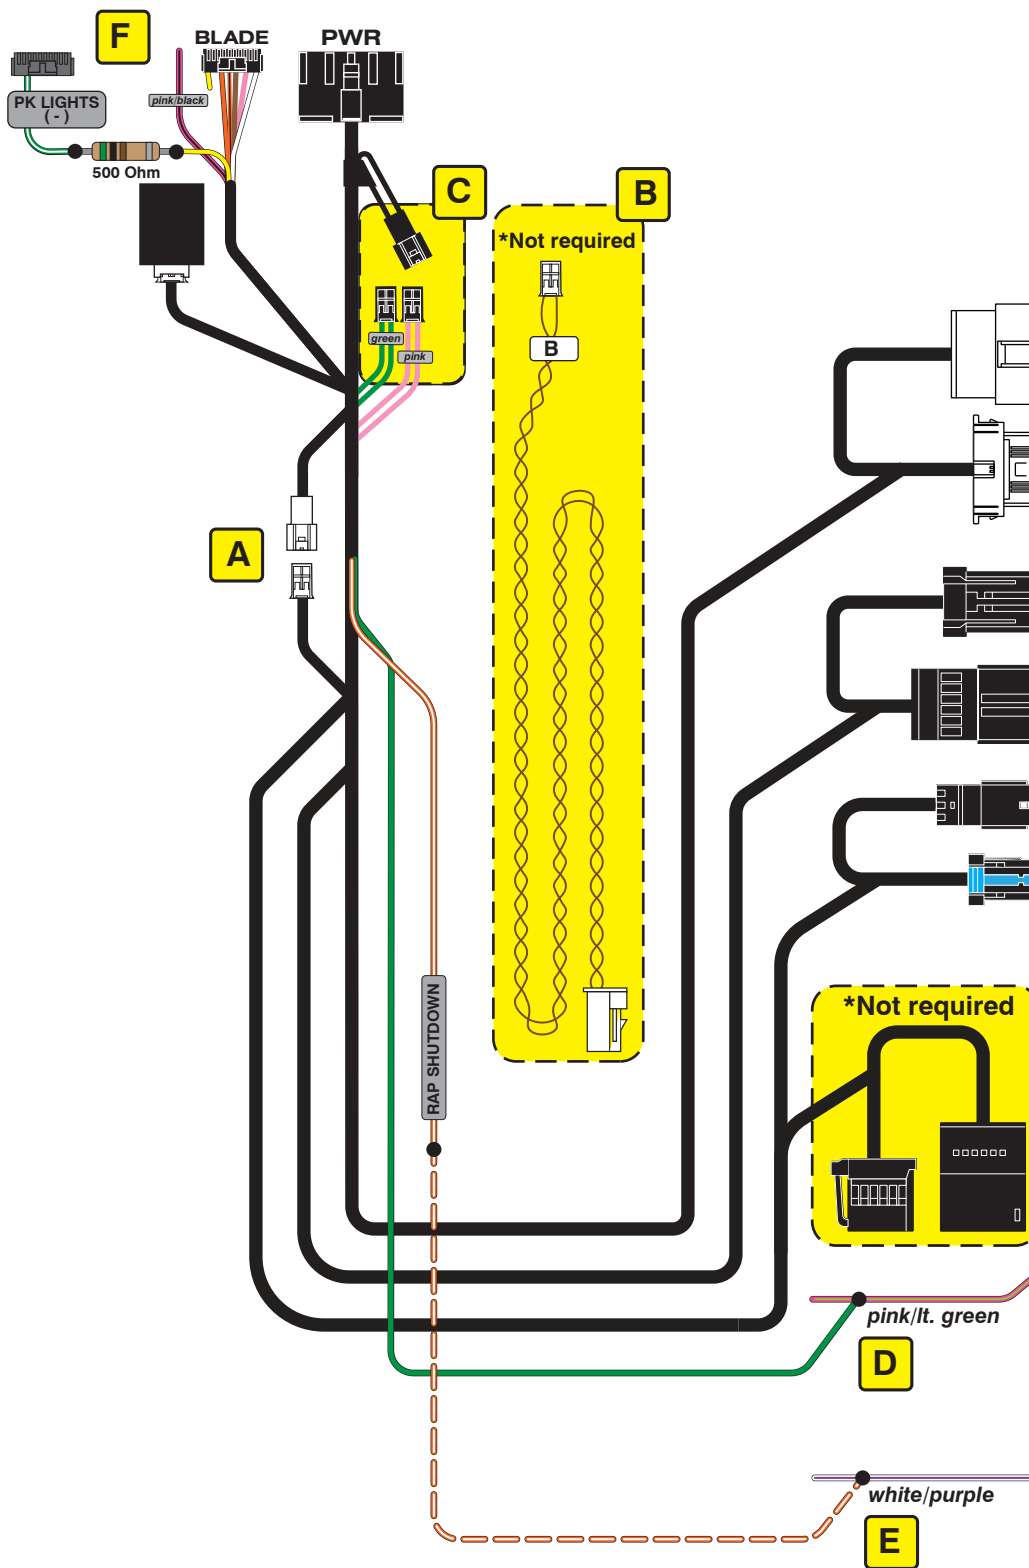 F
BLADE
PWR
PK LIGHTS
( - )
pink/black
500 Ohm
C
B
*Not required
green
pink
B
A
RAP SHUTDOWN
*Not required
pink/lt. green
D
white/purple
E